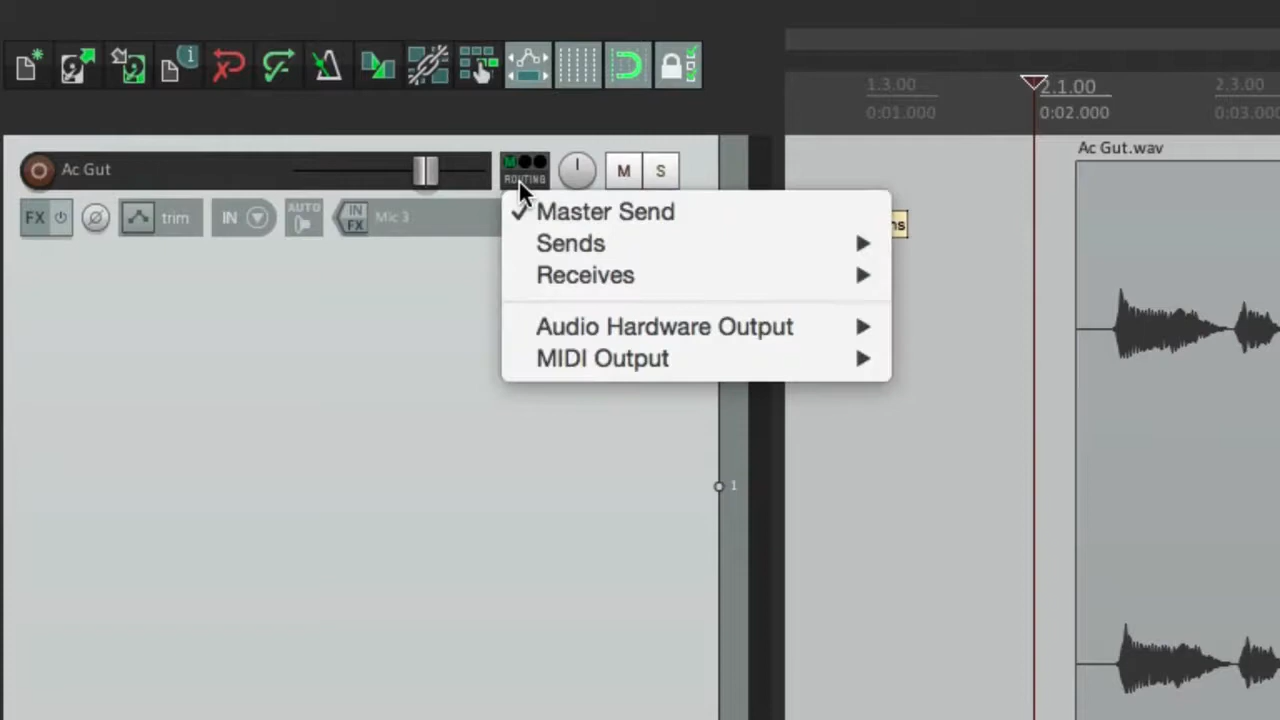 1.3.00
2.1.00
2.3.00
0:01.000
0:02.000
0:03.000
Ac Gut
M
ROUTING
M
S
Ac Gut.wav
FX
trim
IN
AUTO
IN
FX
Mic 3
Master Send
Sends
Receives
Audio Hardware Output
MIDI Output
ns
1